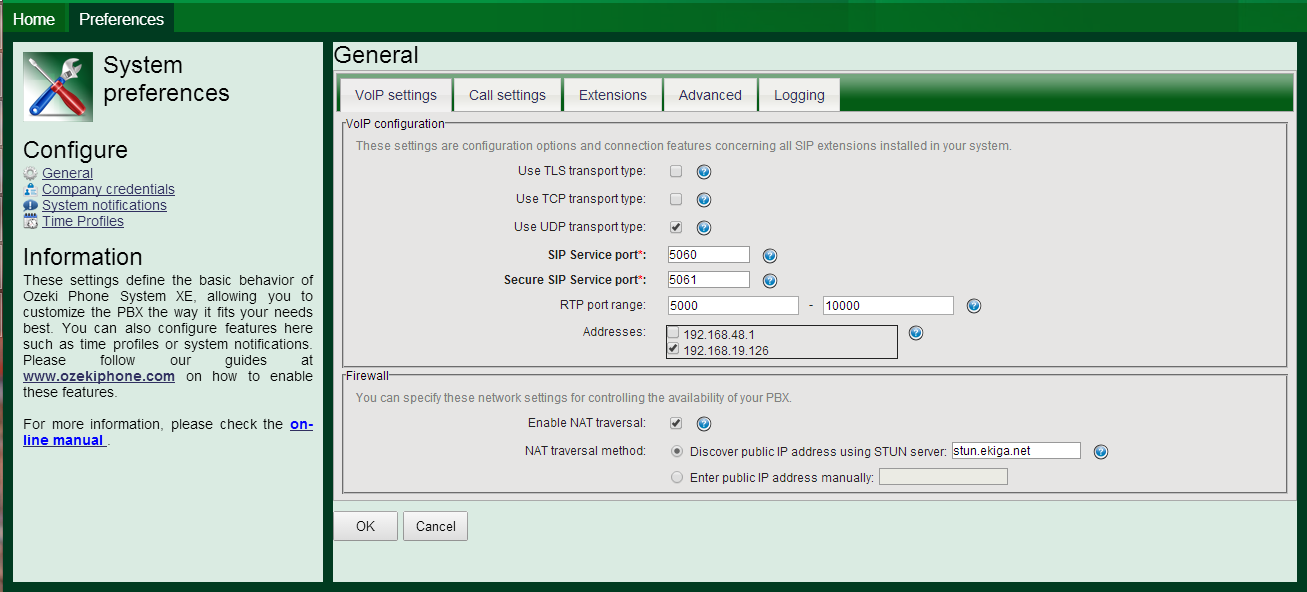 Home
Preferences
System
preferences
Configure
General
Company credentials
System notifications
Time Profiles
Information
These settings define the basic behavior of
Ozeki Phone System XE, allowing you to
customize the PBX the way it fits your needs
best. You can also configure features here
such as time profiles or system notifications.
Please follow our guides at
www.ozekiphone.com on how to enable
these features.
For more information, please check the on-
line manual .
General
VoIP settings
Call settings
Extensions
Advanced
Logging
VoIP configuration
These settings are configuration options and connection features concerning all SIP extensions installed in your system.
Use TLS transport type:
Use TCP transport type:
Use UDP transport type:
SIP Service port*: 5060
Secure SIP Service port*: 5061
RTP port range: 5000 - 10000
Addresses: 192.168.48.1
192.168.19.126
Firewall
You can specify these network settings for controlling the availability of your PBX.
Enable NAT traversal:
NAT traversal method: Discover public IP address using STUN server: stun.ekiga.net
Enter public IP address manually:
OK
Cancel